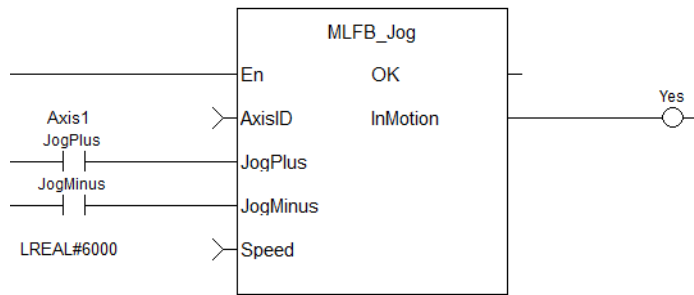 MLFB_Jog
En OK
Yes
Axis1 AxisID InMotion
JogPlus
JogPlus
JogMinus
JogMinus
LREAL#6000 Speed